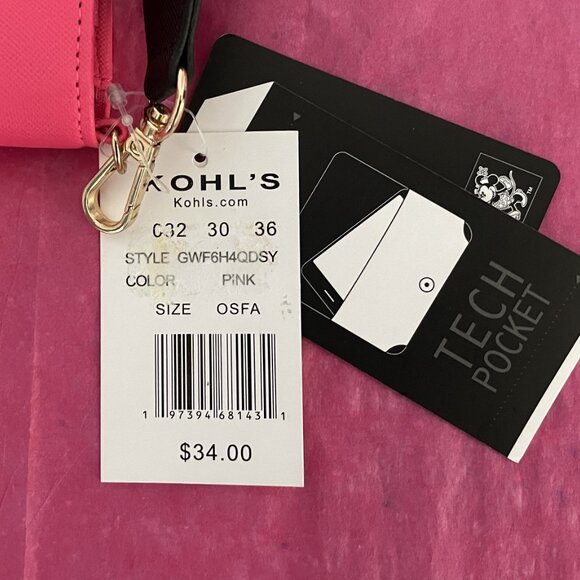 KOHL'S
Kohls.com
032 30 36
STYLE GWF6H4QDSY
COLOR PINK
SIZE OSFA
1 97394 68143 1
$34.00
TECH
POCKET
TM